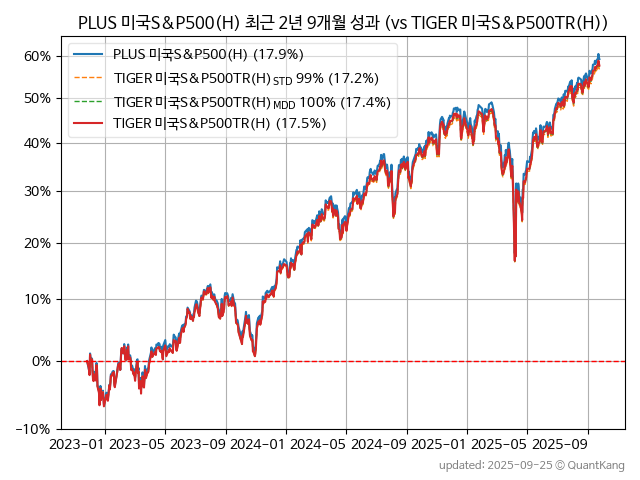 PLUS 미국S&P500(H) 최근 2년 9개월 성과 (vs TIGER 미국S&P500TR(H))
PLUS 미국S&P500(H) (17.9%)
TIGER 미국S&P500TR(H) STD 99% (17.2%)
TIGER 미국S&P500TR(H) MDD 100% (17.4%)
TIGER 미국S&P500TR(H) (17.5%)
60%
50%
40%
30%
20%
10%
0%
−10%
2023-01 2023-05 2023-09 2024-01 2024-05 2024-09 2025-01 2025-05 2025-09
updated: 2025-09-25 © QuantKang